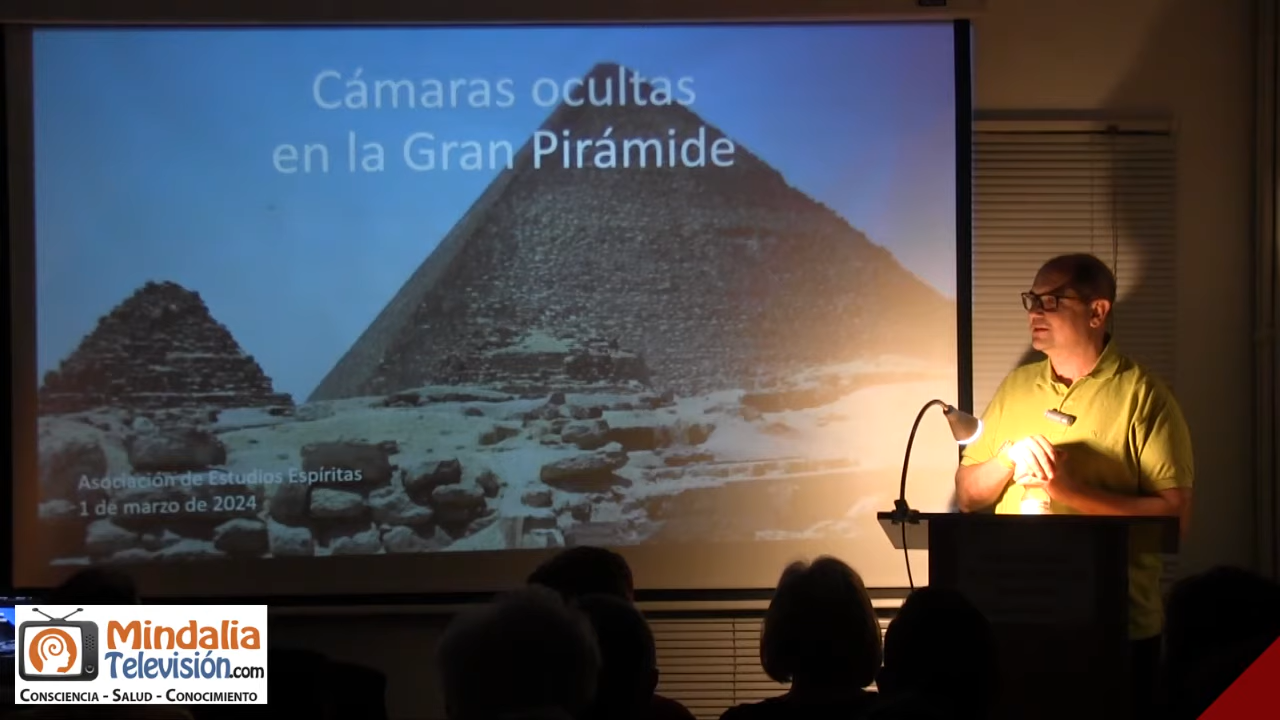 Cámaras ocultas
en la Gran Pirámide
Asociación de Estudios Espíritas
1 de marzo de 2024
Mindalia
Televisión.com
CONSCIENCIA - SALUD - CONOCIMIENTO